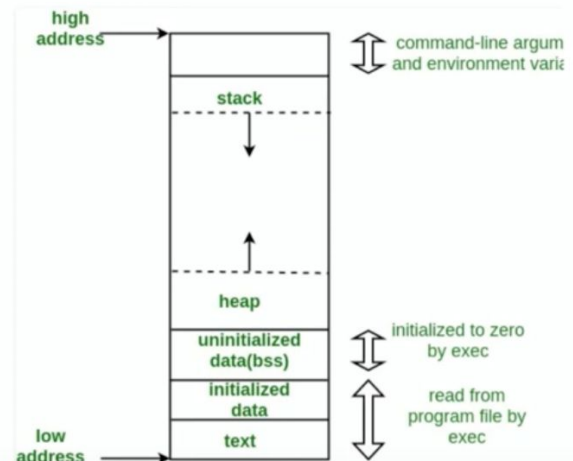 high
address
command-line argum
and environment varia
stack
heap
uninitialized
data(bss)
initialized to zero
by exec
initialized
data
read from
program file by
exec
text
low
address